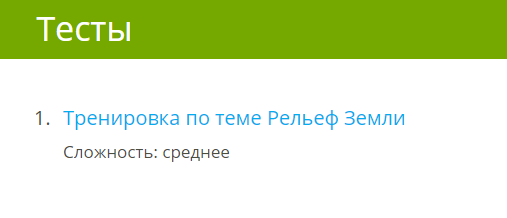 Тесты
1. Тренировка по теме Рельеф Земли
Сложность: среднее